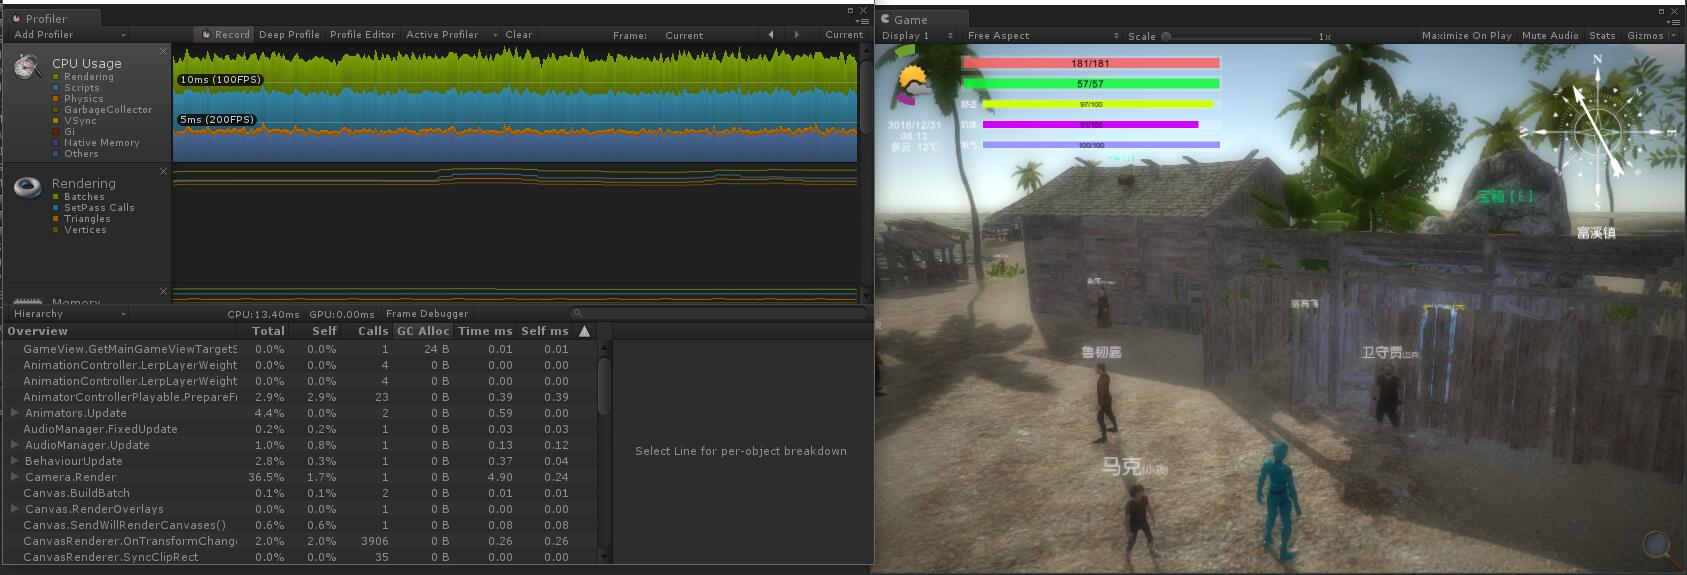 Profiler
Add Profiler
Record
Deep Profile
Profile Editor
Active Profiler
Clear
Frame:
Current
Current
CPU Usage
Rendering
Scripts
Physics
GarbageCollector
VSync
Gi
Native Memory
Others
10ms (100FPS)
5ms (200FPS)
Rendering
Batches
SetPass Calls
Triangles
Vertices
Memory
Hierarchy
CPU:13.40ms GPU:0.00ms
Frame Debugger
Overview Total Self Calls GC Alloc Time ms Self ms
GameView.GetMainGameViewTargetS 0.0% 0.0% 1 24 B 0.01 0.01
AnimationController.LerpLayerWeight 0.0% 0.0% 4 0 B 0.00 0.00
AnimationController.LerpLayerWeight 0.0% 0.0% 4 0 B 0.00 0.00
AnimatorControllerPlayable.PrepareFr 2.9% 2.9% 23 0 B 0.39 0.39
Animators.Update 4.4% 0.0% 2 0 B 0.59 0.00
AudioManager.FixedUpdate 0.2% 0.2% 1 0 B 0.03 0.03
AudioManager.Update 1.0% 0.8% 1 0 B 0.13 0.12
BehaviourUpdate 2.8% 0.3% 1 0 B 0.37 0.04
Camera.Render 36.5% 1.7% 1 0 B 4.90 0.24
Canvas.BuildBatch 0.1% 0.1% 2 0 B 0.01 0.01
Canvas.RenderOverlays 0.0% 0.0% 1 0 B 0.00 0.00
Canvas.SendWillRenderCanvases() 0.6% 0.6% 1 0 B 0.08 0.08
CanvasRenderer.OnTransformChang 2.0% 2.0% 3906 0 B 0.26 0.26
CanvasRenderer.SyncClipRect 0.0% 0.0% 35 0 B 0.00 0.00
Select Line for per-object breakdown
Game
Display 1
Free Aspect
Scale
1x
Maximize On Play
Mute Audio
Stats
Gizmos
181/181
57/57
舒适 97/100
100/100
3016/12/31
08:13
多云 12℃
N
W
E
S
富溪镇
宝箱【E】
鲁韧嘉
卫守贾
马克